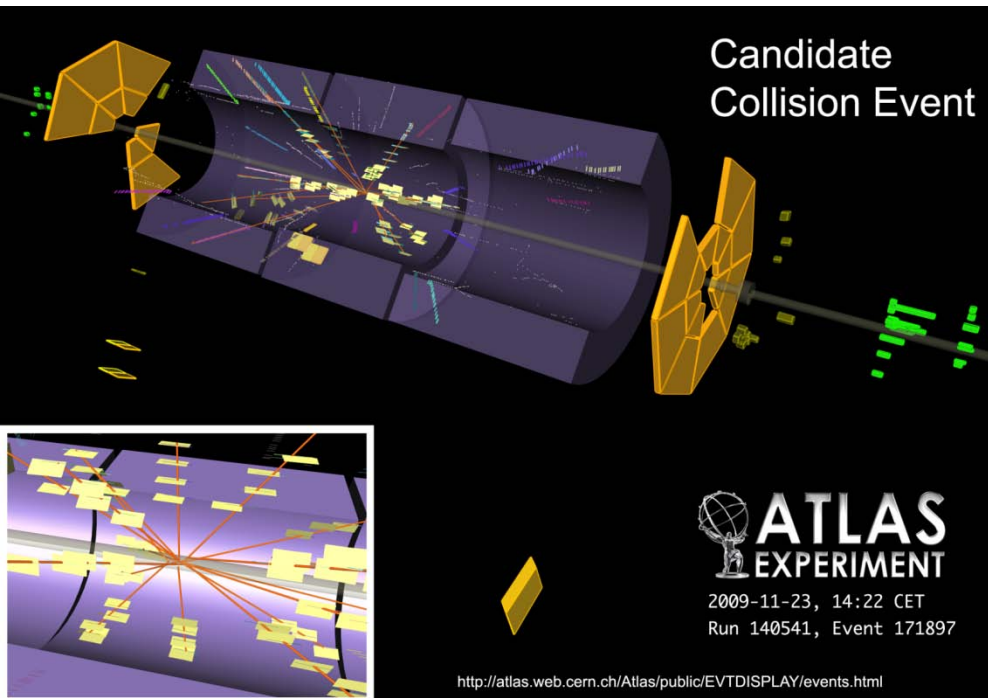 Candidate
Collision Event
ATLAS
EXPERIMENT
2009-11-23, 14:22 CET
Run 140541, Event 171897
http://atlas.web.cern.ch/Atlas/public/EVTDISPLAY/events.html